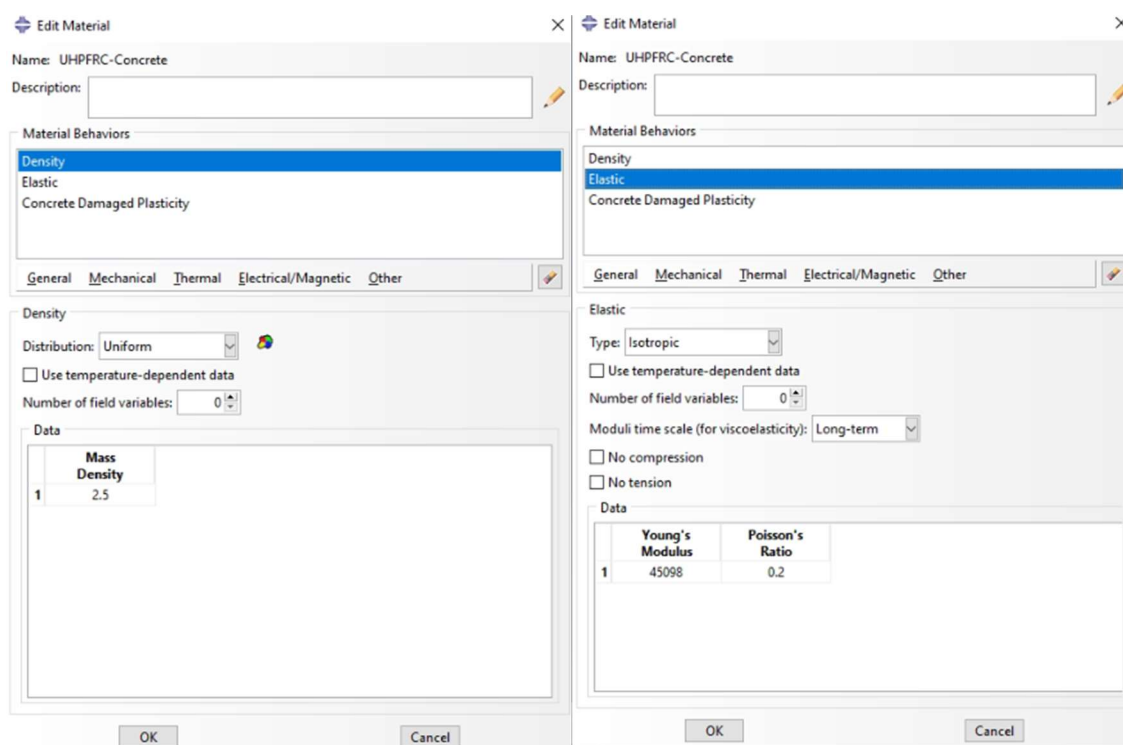 Edit Material
Name: UHPFRC-Concrete
Description:
Material Behaviors
Density
Elastic
Concrete Damaged Plasticity
General Mechanical Thermal Electrical/Magnetic Other
Density
Distribution: Uniform
Use temperature-dependent data
Number of field variables: 0
Data
Mass
Density
1 2.5
OK Cancel
Edit Material
Name: UHPFRC-Concrete
Description:
Material Behaviors
Density
Elastic
Concrete Damaged Plasticity
General Mechanical Thermal Electrical/Magnetic Other
Elastic
Type: Isotropic
Use temperature-dependent data
Number of field variables: 0
Moduli time scale (for viscoelasticity): Long-term
No compression
No tension
Data
Young's Poisson's
Modulus Ratio
1 45098 0.2
OK Cancel